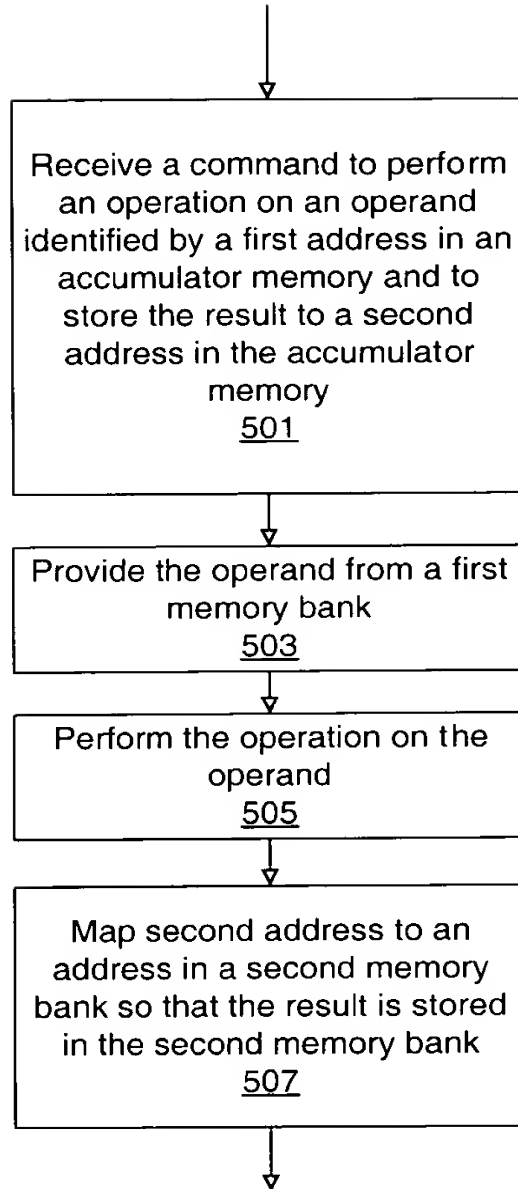 Receive a command to perform
an operation on an operand
identified by a first address in an
accumulator memory and to
store the result to a second
address in the accumulator
memory
501
Provide the operand from a first
memory bank
503
Perform the operation on the
operand
505
Map second address to an
address in a second memory
bank so that the result is stored
in the second memory bank
507